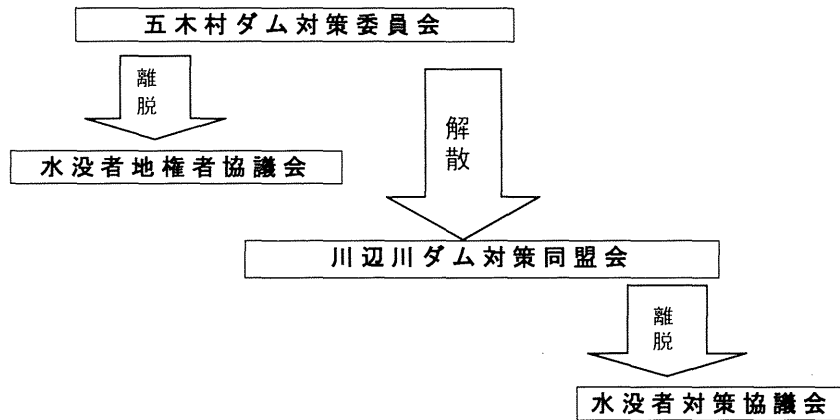 五木村ダム対策委員会
離脱
水没者地権者協議会
解散
川辺川ダム対策同盟会
離脱
水没者対策協議会